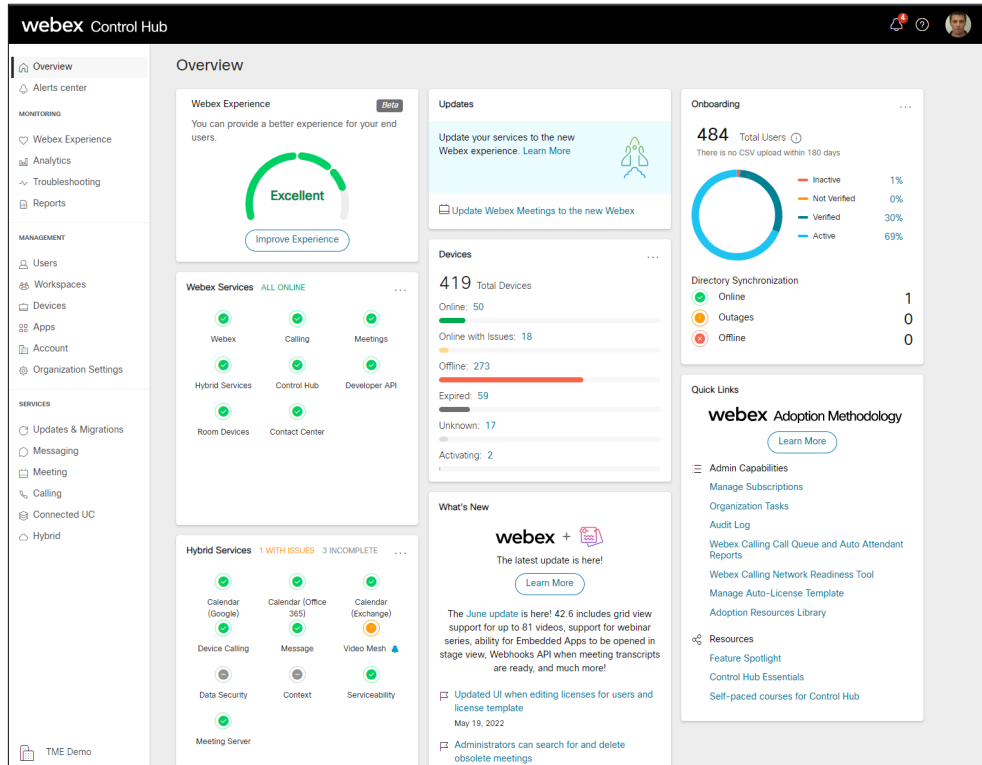 webex Control Hub
4
Overview
Alerts center
MONITORING
Webex Experience
Analytics
Troubleshooting
Reports
MANAGEMENT
Users
Workspaces
Devices
Apps
Account
Organization Settings
SERVICES
Updates & Migrations
Messaging
Meeting
Calling
Connected UC
Hybrid
TME Demo
Overview
Webex Experience
Beta
You can provide a better experience for your end
users.
Excellent
Improve Experience
Webex Services ALL ONLINE
Webex
Calling
Meetings
Hybrid Services
Control Hub
Developer API
Room Devices
Contact Center
Hybrid Services 1 WITH ISSUES 3 INCOMPLETE
Calendar
(Google)
Calendar (Office
365)
Calendar
(Exchange)
Device Calling
Message
Video Mesh
Data Security
Context
Serviceability
Meeting Server
Updates
Update your services to the new
Webex experience. Learn More
Update Webex Meetings to the new Webex
Devices
419 Total Devices
Online: 50
Online with Issues: 18
Offline: 273
Expired: 59
Unknown: 17
Activating: 2
What's New
webex +
The latest update is here!
Learn More
The June update is here! 42.6 includes grid view
support for up to 81 videos, support for webinar
series, ability for Embedded Apps to be opened in
stage view, Webhooks API when meeting transcripts
are ready, and much more!
Updated UI when editing licenses for users and
license template
May 19, 2022
Administrators can search for and delete
obsolete meetings
Onboarding
484 Total Users
There is no CSV upload within 180 days
Inactive 1%
Not Verified 0%
Verified 30%
Active 69%
Directory Synchronization
Online 1
Outages 0
Offline 0
Quick Links
webex Adoption Methodology
Learn More
Admin Capabilities
Manage Subscriptions
Organization Tasks
Audit Log
Webex Calling Call Queue and Auto Attendant
Reports
Webex Calling Network Readiness Tool
Manage Auto-License Template
Adoption Resources Library
Resources
Feature Spotlight
Control Hub Essentials
Self-paced courses for Control Hub